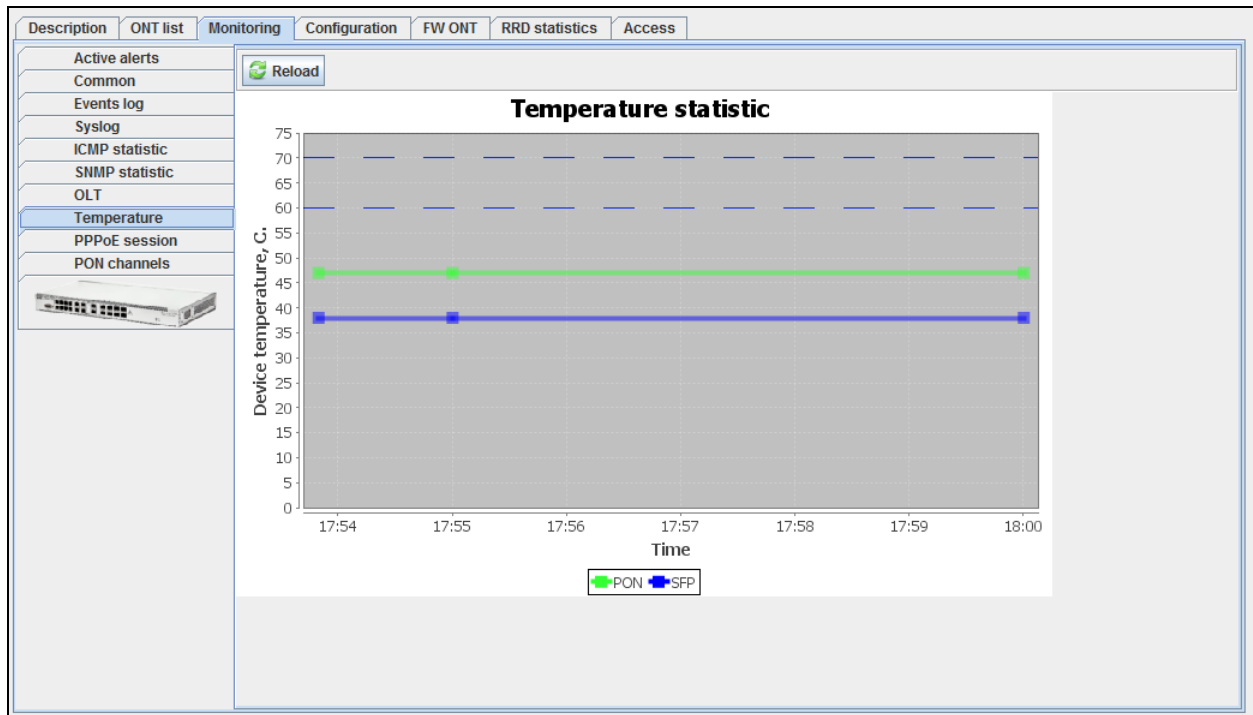 Description ONT list Monitoring Configuration FW ONT RRD statistics Access
Active alerts
Common
Events log
Syslog
ICMP statistic
SNMP statistic
OLT
Temperature
PPPoE session
PON channels
Reload
Temperature statistic
Device temperature, C.
75
70
65
60
55
50
45
40
35
30
25
20
15
10
5
0
17:54 17:55 17:56 17:57 17:58 17:59 18:00
Time
PON SFP